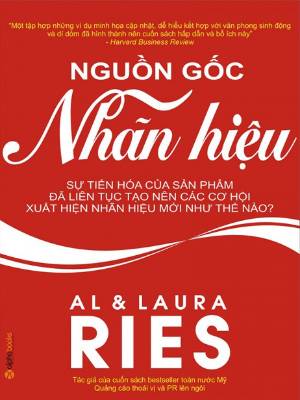 "Một tập hợp những ví dụ minh họa cập nhật, dễ hiểu kết hợp với văn phong sinh động
và dí dỏm đã hình thành nên cuốn sách hấp dẫn và bổ ích này"
- Harvard Business Review
NGUỒN GỐC
Nhãn hiệu
SỰ TIẾN HÓA CỦA SẢN PHẨM
ĐÃ LIÊN TỤC TẠO NÊN CÁC CƠ HỘI
XUẤT HIỆN NHÃN HIỆU MỚI NHƯ THẾ NÀO?
AL & LAURA
RIES
alphabooks
Tác giả của cuốn sách bestseller toàn nước Mỹ
Quảng cáo thoái vị và PR lên ngôi